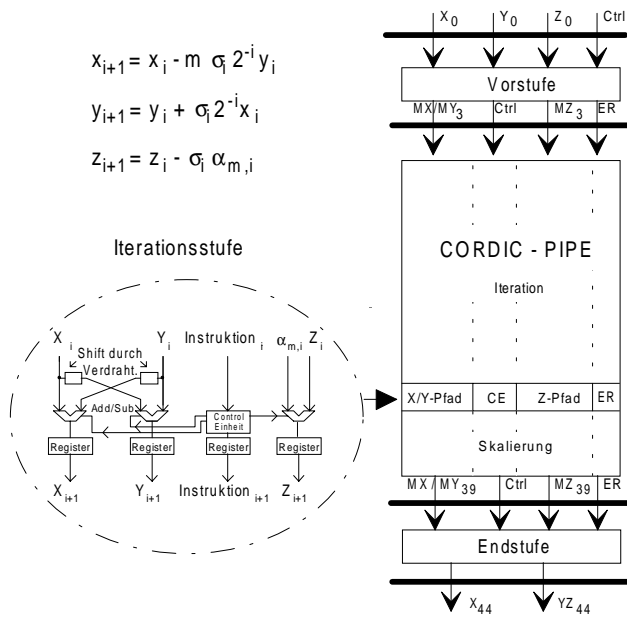 X0 Y0 Z0 Ctrl
xi+1 = xi - m σi 2-i yi
yi+1 = yi + σi 2-i xi
zi+1 = zi - σi αm,i
Vorstufe
MX/MY3 Ctrl MZ3 ER
CORDIC - PIPE
Iteration
Iterationsstufe
Xi Yi Instruktion i αm,i Zi
Shift durch
Verdraht.
Add/Sub
Control
Einheit
Register Register Register Register
Xi+1 Yi+1 Instruktion i+1 Zi+1
X/Y-Pfad CE Z-Pfad ER
Skalierung
MX/MY39 Ctrl MZ39 ER
Endstufe
X44 YZ44